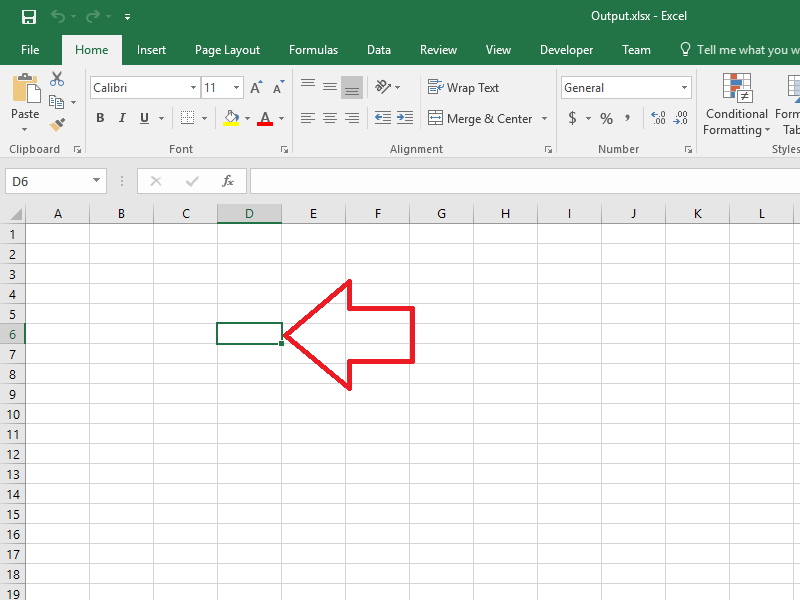 Output.xlsx - Excel
File Home Insert Page Layout Formulas Data Review View Developer Team Tell me what you w
Calibri 11 A A Wrap Text General
Paste Conditional Form
B I U A Merge & Center $ % , .00 .00 Formatting Tab
Clipboard Font Alignment Number Styles
D6 fx
A B C D E F G H I J K L
1
2
3
4
5
6
7
8
9
10
11
12
13
14
15
16
17
18
19